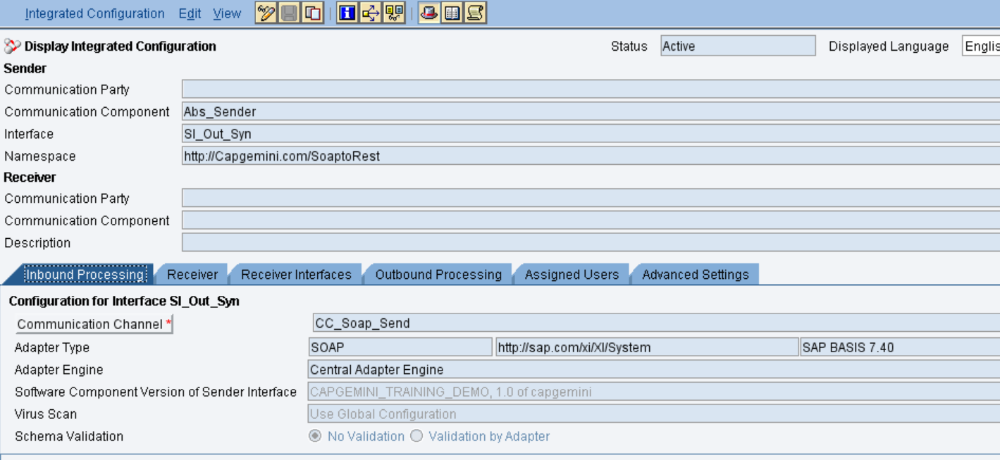 Integrated Configuration Edit View
Display Integrated Configuration Status Active Displayed Language Englis
Sender
Communication Party
Communication Component Abs_Sender
Interface SI_Out_Syn
Namespace http://Capgemini.com/SoaptoRest
Receiver
Communication Party
Communication Component
Description
Inbound Processing Receiver Receiver Interfaces Outbound Processing Assigned Users Advanced Settings
Configuration for Interface SI_Out_Syn
Communication Channel * CC_Soap_Send
Adapter Type SOAP http://sap.com/xi/XI/System SAP BASIS 7.40
Adapter Engine Central Adapter Engine
Software Component Version of Sender Interface CAPGEMINI_TRAINING_DEMO, 1.0 of capgemini
Virus Scan Use Global Configuration
Schema Validation No Validation Validation by Adapter